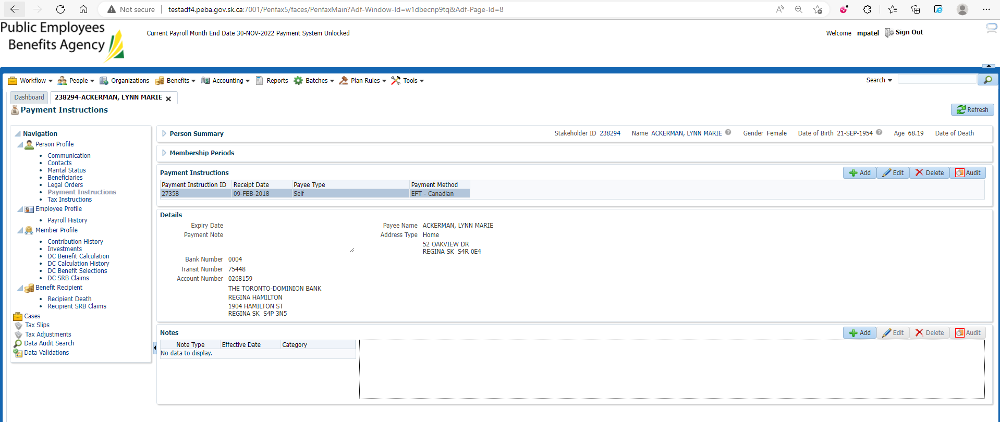 Not secure testadf4.peba.gov.sk.ca:7001/Penfax5/faces/PenfaxMain?Adf-Window-Id=w1dbecnp9tq&Adf-Page-Id=8
Public Employees
Benefits Agency
Current Payroll Month End Date 30-NOV-2022 Payment System Unlocked
Welcome mpatel Sign Out
Workflow People Organizations Benefits Accounting Reports Batches Plan Rules Tools Search
Dashboard 238294-ACKERMAN, LYNN MARIE
Payment Instructions
Refresh
Navigation
Person Profile
Communication
Contacts
Marital Status
Beneficiaries
Legal Orders
Payment Instructions
Tax Instructions
Employee Profile
Payroll History
Member Profile
Contribution History
Investments
DC Benefit Calculation
DC Calculation History
DC Benefit Selections
DC SRB Claims
Benefit Recipient
Recipient Death
Recipient SRB Claims
Cases
Tax Slips
Tax Adjustments
Data Audit Search
Data Validations
Person Summary Stakeholder ID 238294 Name ACKERMAN, LYNN MARIE Gender Female Date of Birth 21-SEP-1954 Age 68.19 Date of Death
Membership Periods
Payment Instructions Add Edit Delete Audit
Payment Instruction ID Receipt Date Payee Type Payment Method
27358 09-FEB-2018 Self EFT - Canadian
Details
Expiry Date
Payment Note
Bank Number 0004
Transit Number 75448
Account Number 0268159
THE TORONTO-DOMINION BANK
REGINA HAMILTON
1904 HAMILTON ST
REGINA SK S4P 3N5
Payee Name ACKERMAN, LYNN MARIE
Address Type Home
52 OAKVIEW DR
REGINA SK S4R 0E4
Notes Add Edit Delete Audit
Note Type Effective Date Category
No data to display.